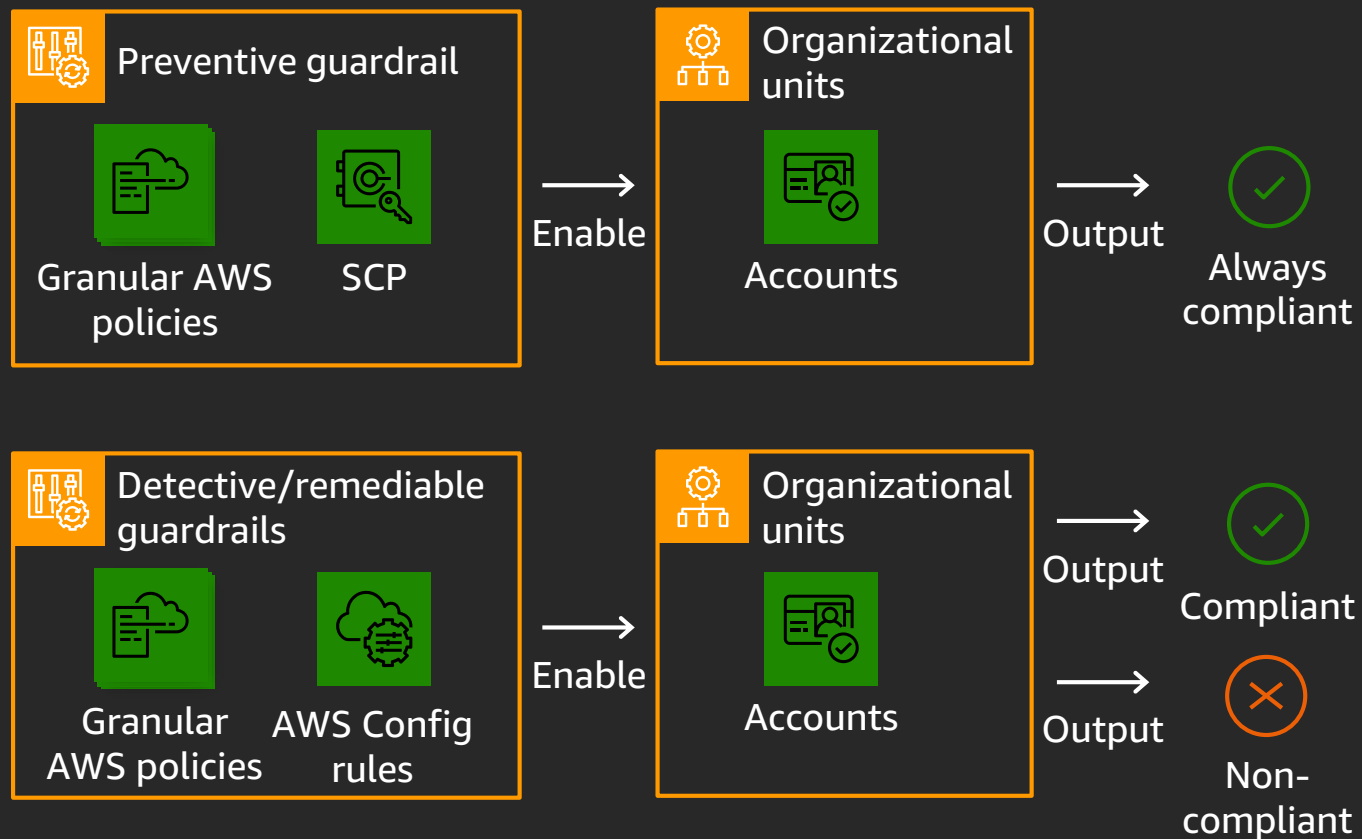 Preventive guardrail
Granular AWS
policies
SCP
Enable
Organizational
units
Accounts
Output
Always
compliant
Detective/remediable
guardrails
Granular
AWS policies
AWS Config
rules
Enable
Organizational
units
Accounts
Output
Compliant
Output
Non-
compliant